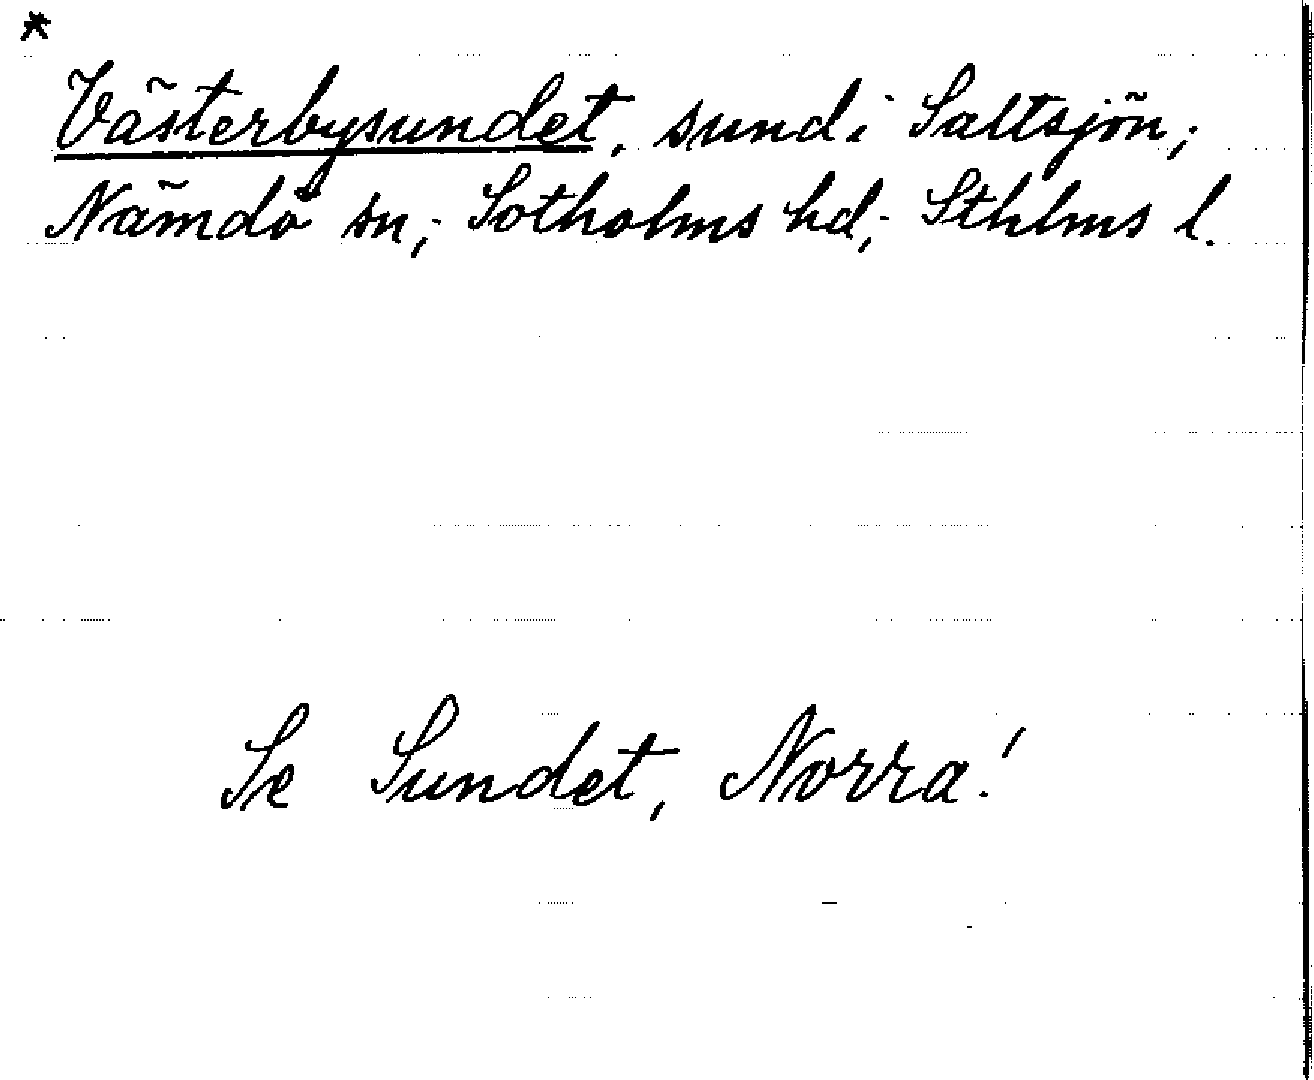 *
Västerbysundet, sund i Saltsjön;
Nämdö sn; Sotholms hd; Sthlms l.
Se Sundet, Norra!